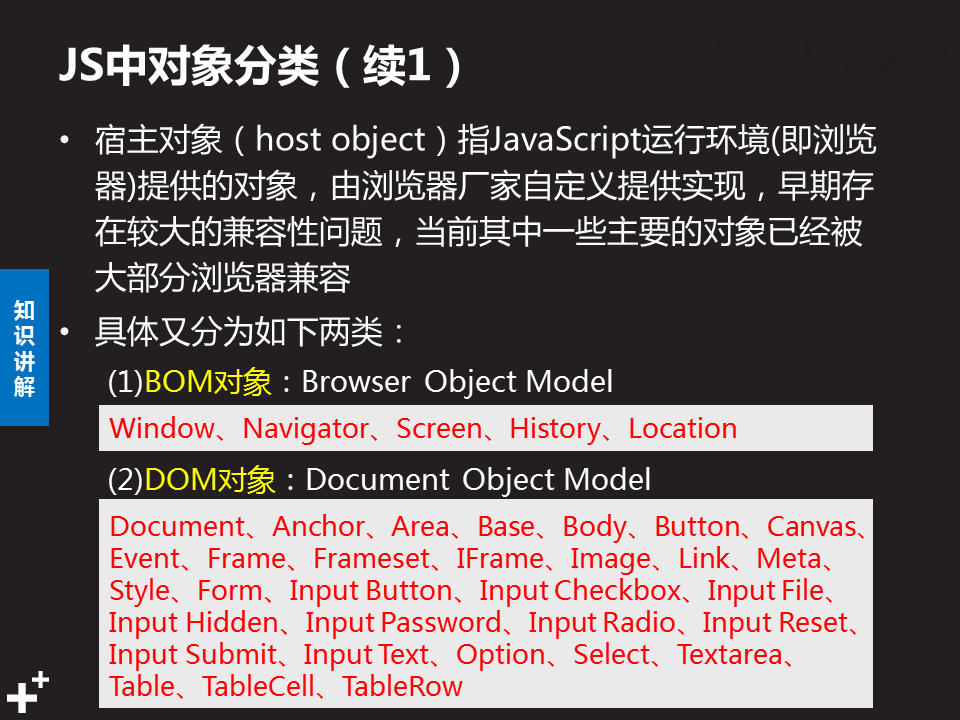 JS中对象分类（续1）
• 宿主对象（host object）指JavaScript运行环境(即浏览
器)提供的对象，由浏览器厂家自定义提供实现，早期存
在较大的兼容性问题，当前其中一些主要的对象已经被
大部分浏览器兼容
知
识
讲
解
• 具体又分为如下两类：
(1)BOM对象：Browser Object Model
Window、Navigator、Screen、History、Location
(2)DOM对象：Document Object Model
Document、Anchor、Area、Base、Body、Button、Canvas、
Event、Frame、Frameset、IFrame、Image、Link、Meta、
Style、Form、Input Button、Input Checkbox、Input File、
Input Hidden、Input Password、Input Radio、Input Reset、
Input Submit、Input Text、Option、Select、Textarea、
Table、TableCell、TableRow